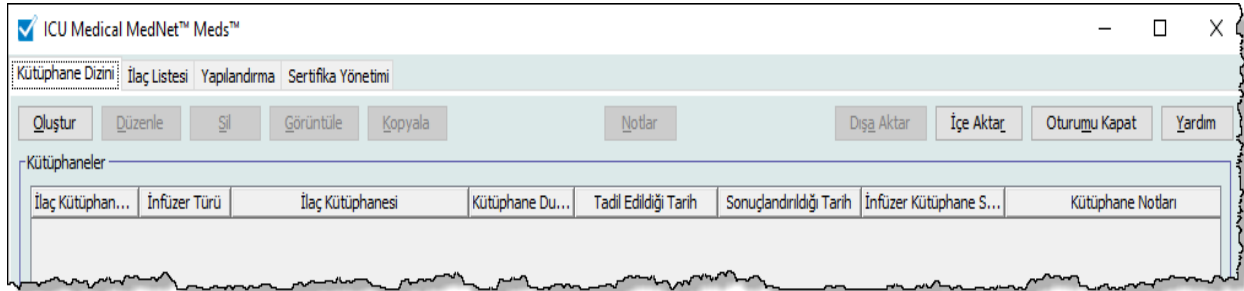 ICU Medical MedNet™ Meds™
Kütüphane Dizini İlaç Listesi Yapılandırma Sertifika Yönetimi
Oluştur Düzenle Sil Görüntüle Kopyala Notlar Dışa Aktar İçe Aktar Oturumu Kapat Yardım
Kütüphaneler
İlaç Kütüphan... İnfüzer Türü İlaç Kütüphanesi Kütüphane Du... Tadil Edildiği Tarih Sonuçlandırıldığı Tarih İnfüzer Kütüphane S... Kütüphane Notları